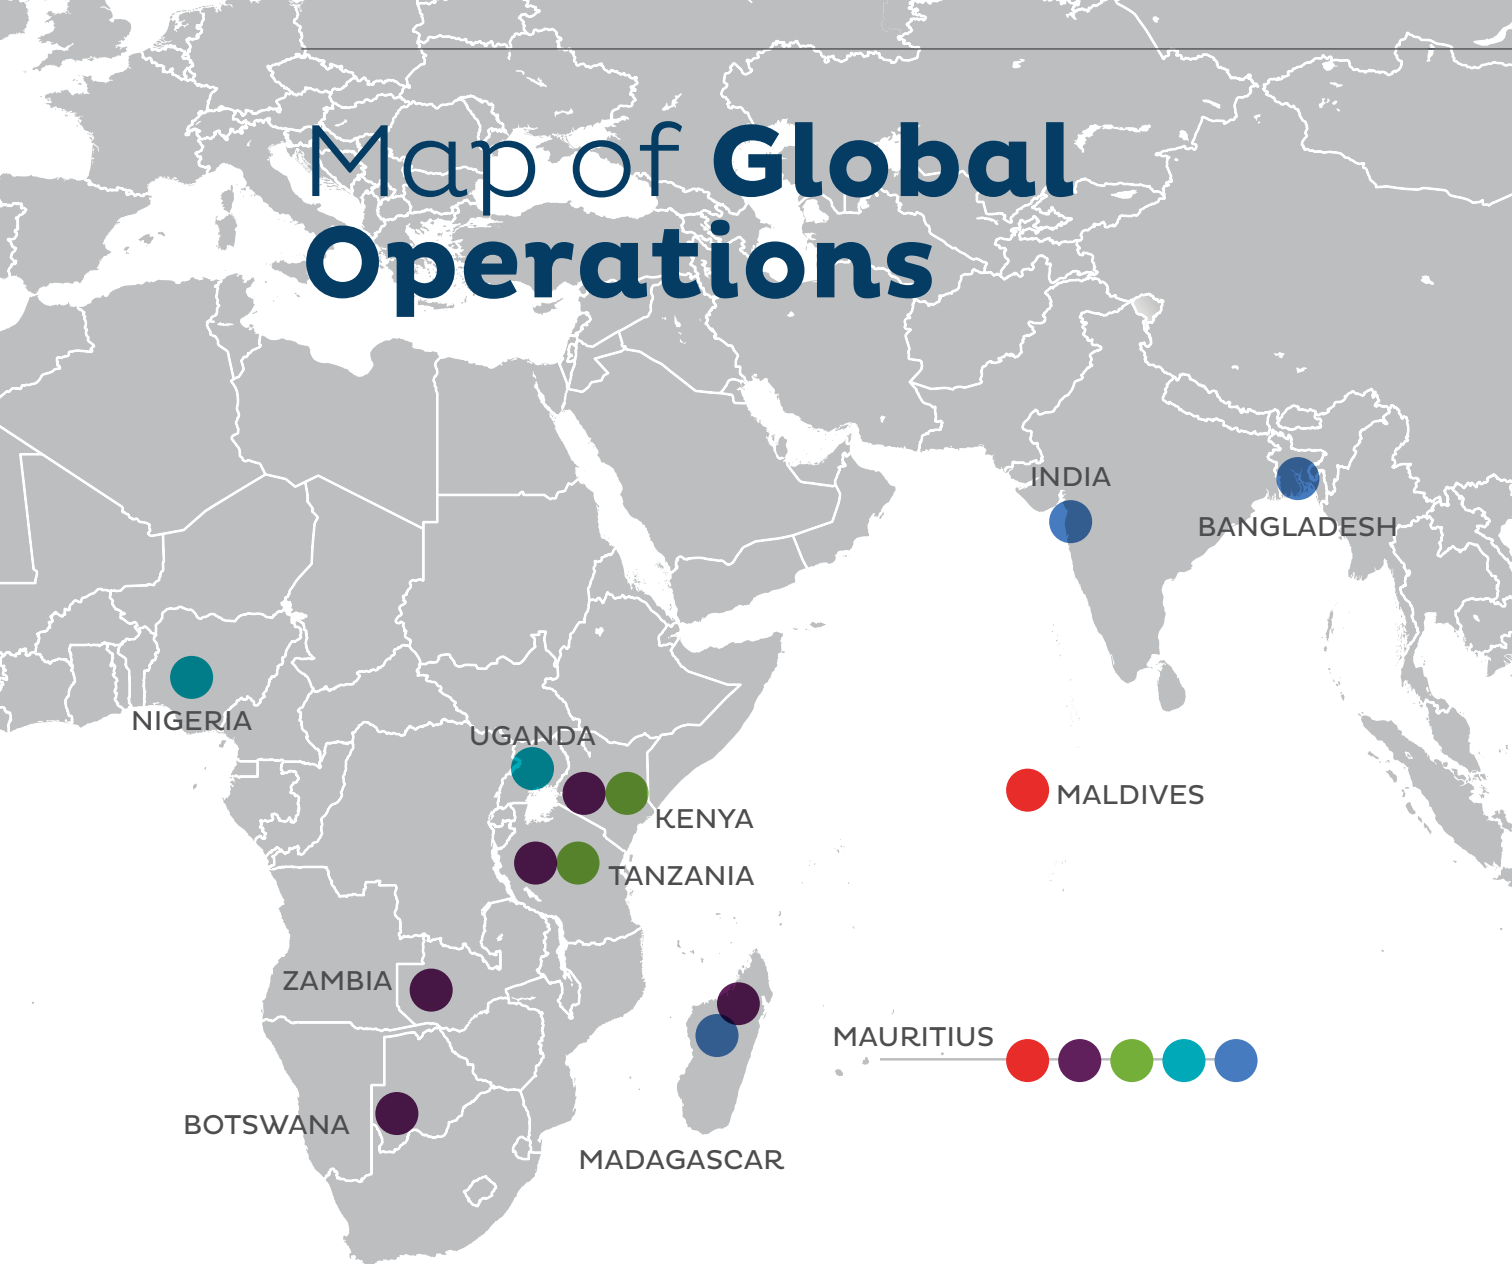 Map of Global
Operations
INDIA
BANGLADESH
NIGERIA
UGANDA
MALDIVES
KENYA
TANZANIA
ZAMBIA
MAURITIUS
BOTSWANA
MADAGASCAR